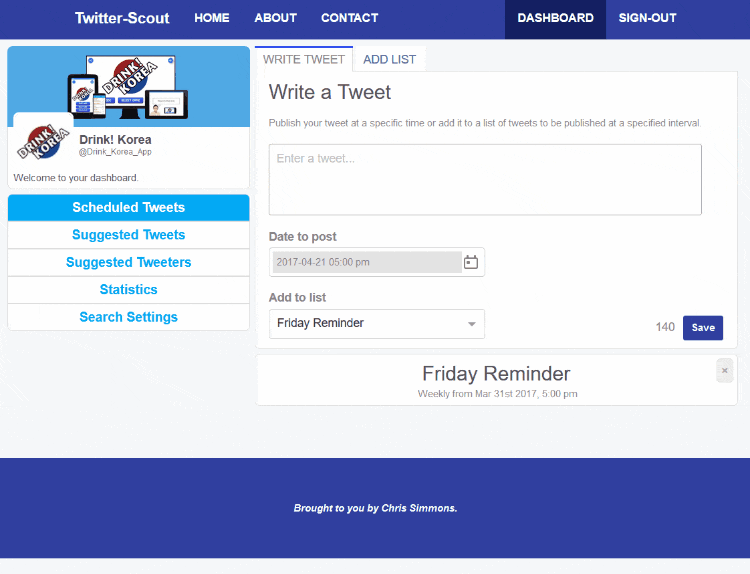 Twitter-Scout HOME ABOUT CONTACT DASHBOARD SIGN-OUT
DRINK!
KOREA
DRINK!
KOREA
Drink! Korea
@Drink_Korea_App
Welcome to your dashboard.
Scheduled Tweets
Suggested Tweets
Suggested Tweeters
Statistics
Search Settings
WRITE TWEET ADD LIST
Write a Tweet
Publish your tweet at a specific time or add it to a list of tweets to be published at a specified interval.
Enter a tweet...
Date to post
2017-04-21 05:00 pm
Add to list
Friday Reminder
140 Save
Friday Reminder ×
Weekly from Mar 31st 2017, 5:00 pm
Brought to you by Chris Simmons.